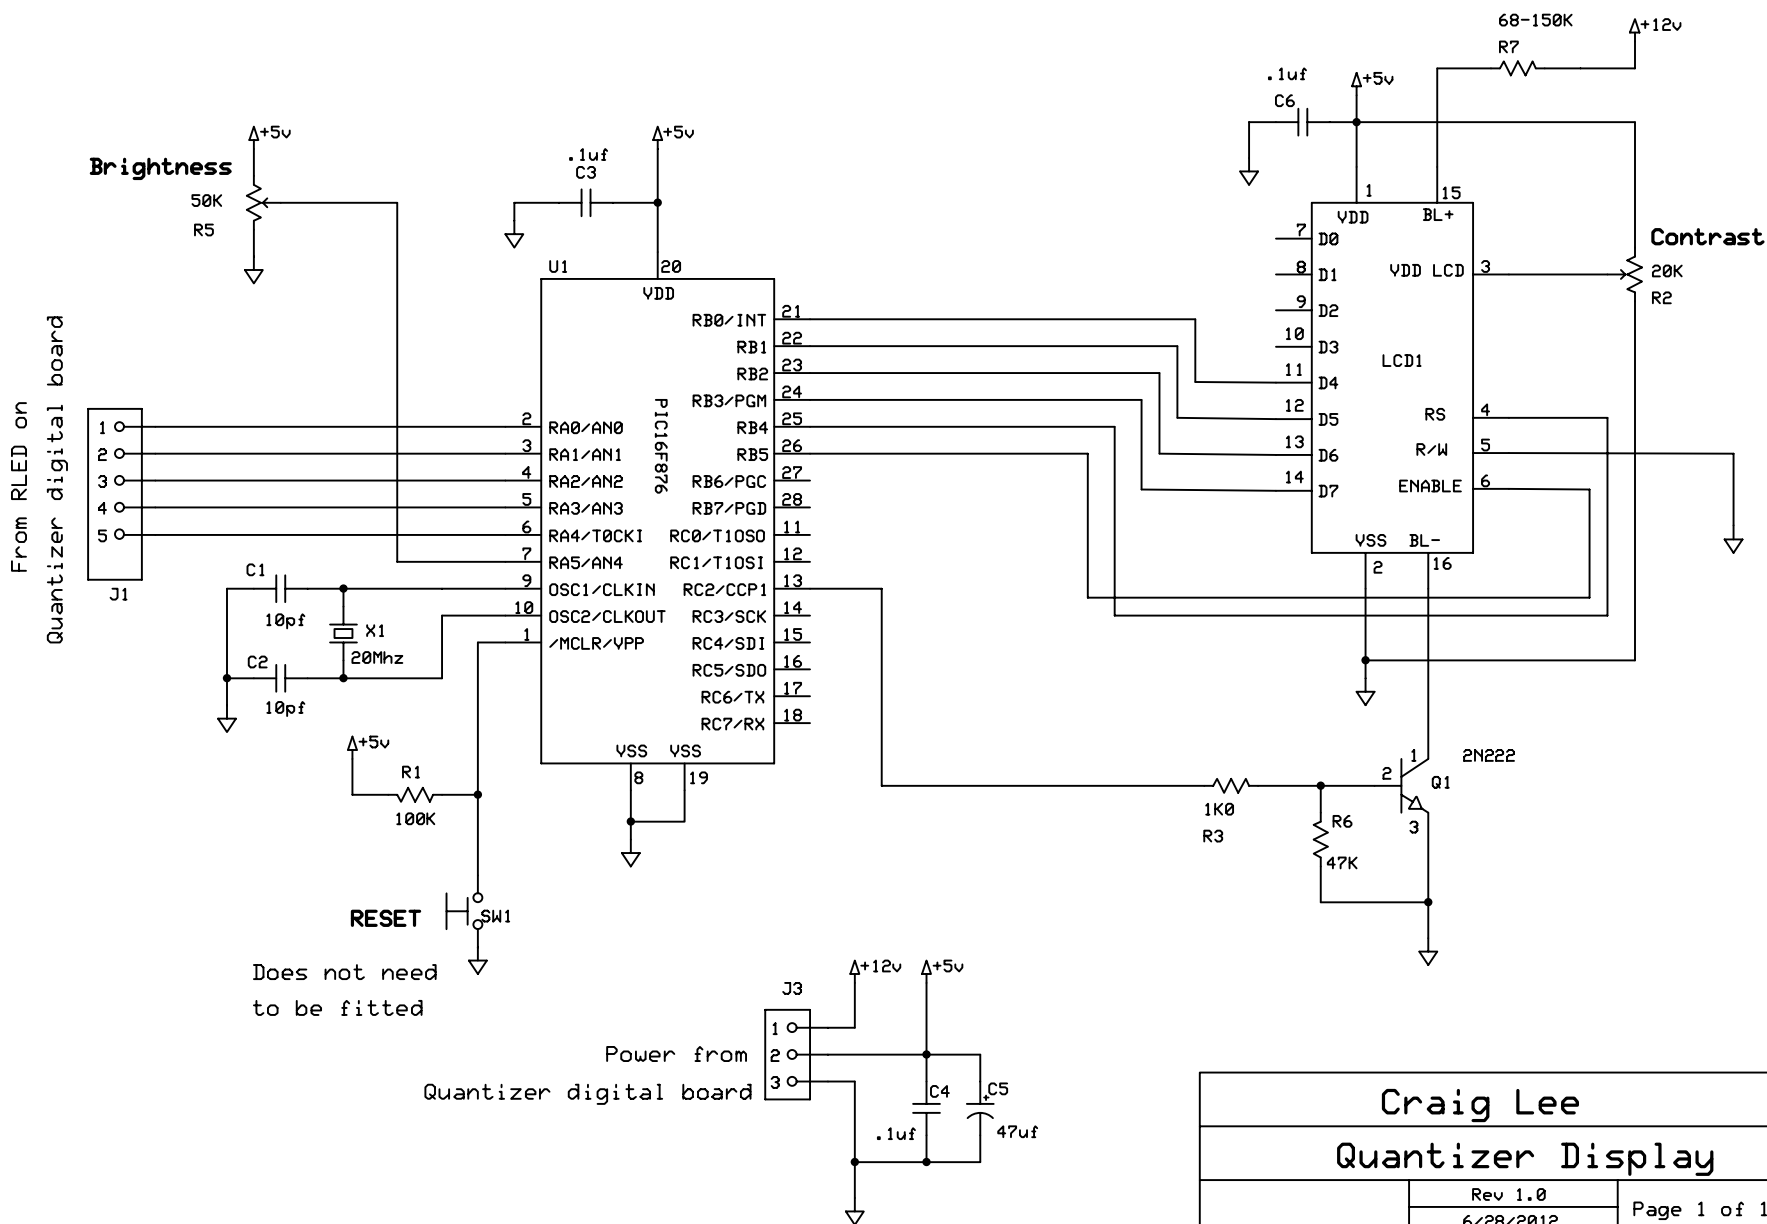 68-150K
R7
+12v
.1uf
C6
+5v
+5v
Brightness
50K
R5
.1uf
C3
+5v
1
15
VDD
BL+
7 D0
8 D1
9 D2
10 D3
11 D4
12 D5
13 D6
14 D7
VDD LCD 3
LCD1
RS 4
R/W 5
ENABLE 6
VSS BL-
2
16
Contrast
20K
R2
U1
20
VDD
PIC16F876
RB0/INT 21
RB1 22
RB2 23
RB3/PGM 24
RB4 25
RB5 26
RB6/PGC 27
RB7/PGD 28
RC0/T1OSO 11
RC1/T1OSI 12
RC2/CCP1 13
RC3/SCK 14
RC4/SDI 15
RC5/SDO 16
RC6/TX 17
RC7/RX 18
2 RA0/AN0
3 RA1/AN1
4 RA2/AN2
5 RA3/AN3
6 RA4/T0CKI
7 RA5/AN4
9 OSC1/CLKIN
10 OSC2/CLKOUT
1 /MCLR/VPP
VSS VSS
8 19
From RLED on
Quantizer digital board
1
2
3
4
5
J1
C1
10pf
X1
20Mhz
C2
10pf
+5v
R1
100K
RESET
SW1
Does not need
to be fitted
1K0
R3
R6
47K
1
2
3
Q1
2N222
+12v
+5v
J3
1
2
3
Power from
Quantizer digital board
C4
.1uf
+
C5
47uf
Craig Lee
Quantizer Display
Rev 1.0
Page 1 of 1
6/28/2012